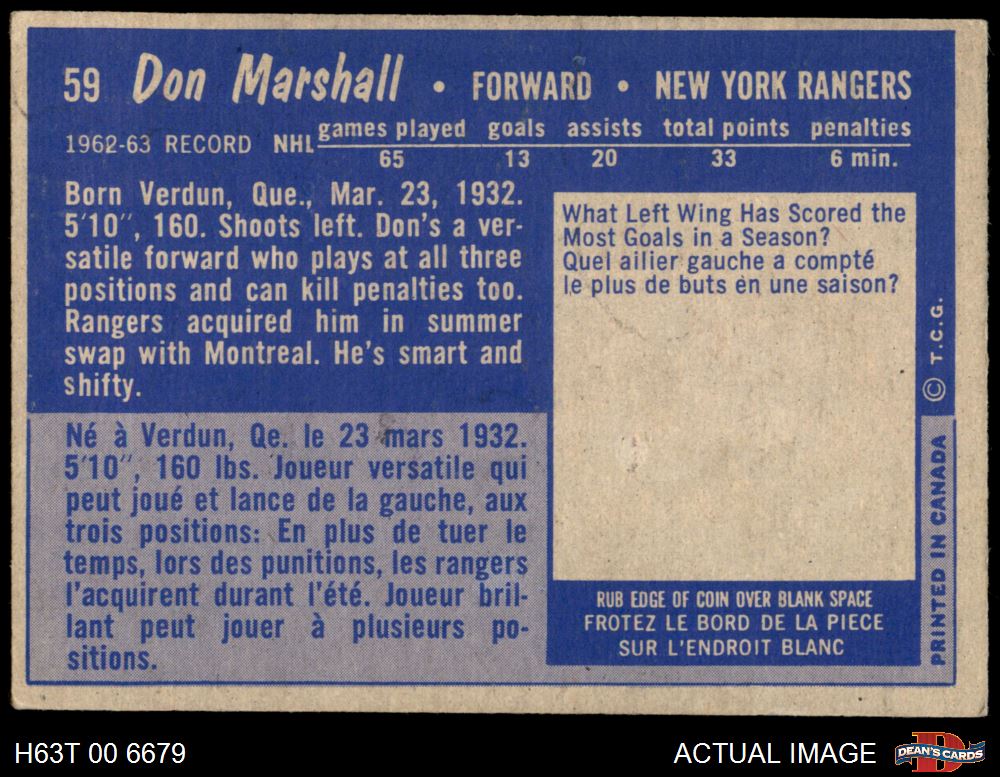 59 Don Marshall • FORWARD • NEW YORK RANGERS
1962-63 RECORD NHL games played goals assists total points penalties
65 13 20 33 6 min.
Born Verdun, Que., Mar. 23, 1932.
5'10", 160. Shoots left. Don's a ver-
satile forward who plays at all three
positions and can kill penalties too.
Rangers acquired him in summer
swap with Montreal. He's smart and
shifty.
Né à Verdun, Qe. le 23 mars 1932.
5'10", 160 lbs. Joueur versatile qui
peut joué et lance de la gauche, aux
trois positions: En plus de tuer le
temps, lors des punitions, les rangers
l'acquirent durant l'été. Joueur bril-
lant peut jouer à plusieurs po-
sitions.
What Left Wing Has Scored the
Most Goals in a Season?
Quel ailier gauche a compté
le plus de buts en une saison?
RUB EDGE OF COIN OVER BLANK SPACE
FROTEZ LE BORD DE LA PIECE
SUR L'ENDROIT BLANC
© T.C.G.
PRINTED IN CANADA
H63T 00 6679
ACTUAL IMAGE
D
DEAN'S CARDS